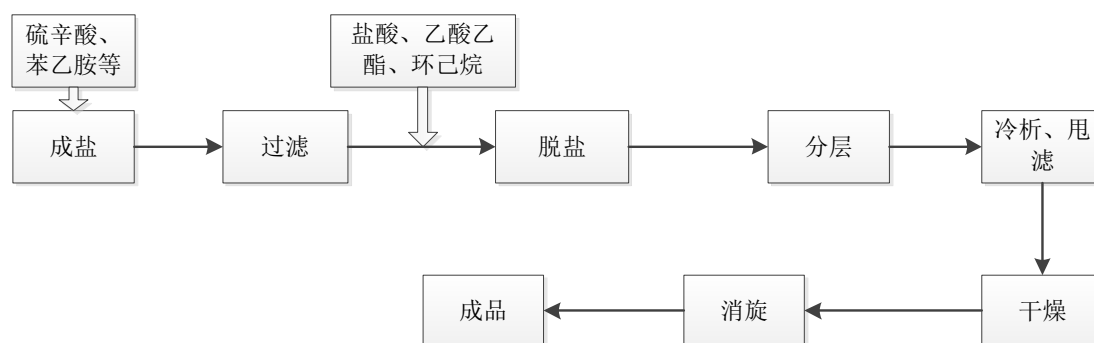 硫辛酸、
苯乙胺等
盐酸、乙酸乙
酯、环己烷
成盐
过滤
脱盐
分层
冷析、甩
滤
干燥
消旋
成品